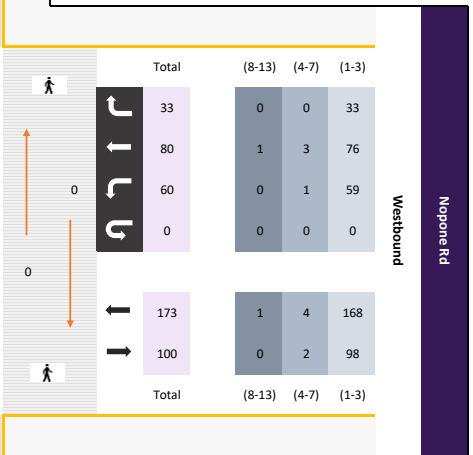 Total (8-13) (4-7) (1-3)
33 0 0 33
80 1 3 76
60 0 1 59
0
0 0 0 0
0
173 1 4 168
100 0 2 98
Total (8-13) (4-7) (1-3)
Westbound
Nopone Rd